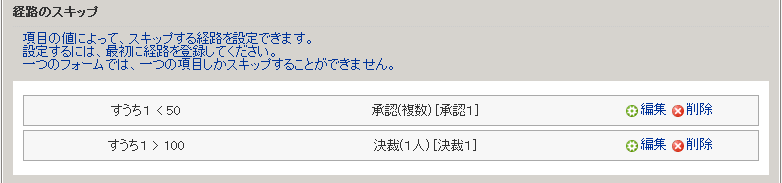 経路のスキップ
項目の値によって、スキップする経路を設定できます。
設定するには、最初に経路を登録してください。
一つのフォームでは、一つの項目しかスキップすることができません。
すうち1 < 50 承認(複数) [承認1] 編集 削除
すうち1 > 100 決裁(1人) [決裁1] 編集 削除